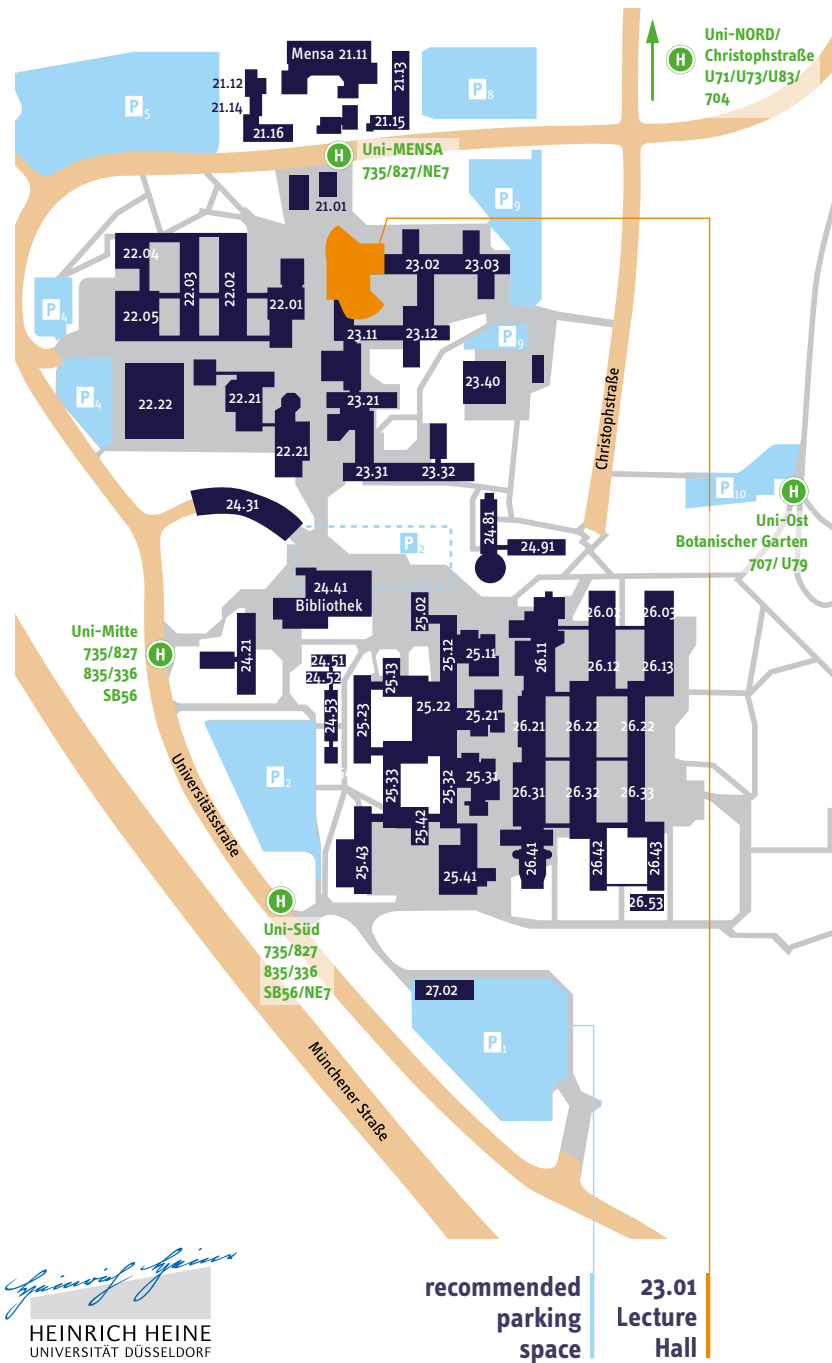 Uni-NORD/
Christophstraße
U71/U73/U83/
704
H
Mensa 21.11
21.13
21.12
21.14
21.16
21.15
P5
P8
H
Uni-MENSA
735/827/NE7
21.01
P9
22.04
22.03
22.02
22.01
22.05
23.02
23.03
23.11
23.12
P4
P9
P4
22.22
22.21
22.21
23.21
23.40
23.31
23.32
Christophstraße
P10
H
Uni-Ost
Botanischer Garten
707/ U79
24.31
P2
24.81
24.91
24.41
Bibliothek
Uni-Mitte
735/827
835/336
SB56
H
24.21
24.51
24.52
24.53
25.02
25.12
25.11
25.13
25.22
25.23
25.21
25.33
25.32
25.31
25.42
25.43
25.41
26.02
26.03
26.11
26.12
26.13
26.21
26.22
26.22
26.31
26.32
26.33
26.41
26.42
26.43
26.53
P2
Universitätsstraße
H
Uni-Süd
735/827
835/336
SB56/NE7
27.02
P1
Münchener Straße
recommended
parking
space
23.01
Lecture
Hall
Heinrich Heine
HEINRICH HEINE
UNIVERSITÄT DÜSSELDORF